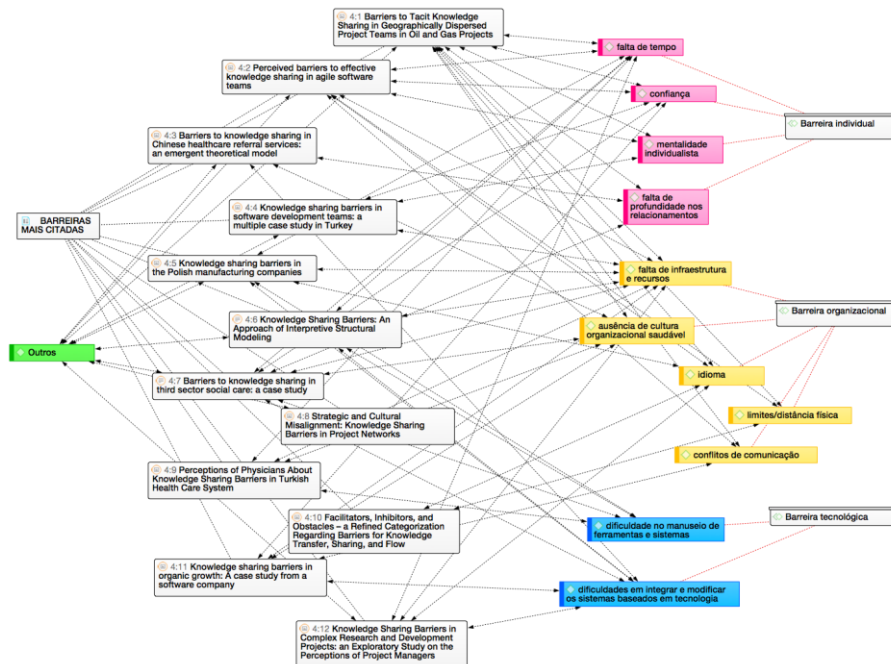 4:1 Barriers to Tacit Knowledge
Sharing in Geographically Dispersed
Project Teams in Oil and Gas Projects
4:2 Perceived barriers to effective
knowledge sharing in agile software
teams
4:3 Barriers to knowledge sharing in
Chinese healthcare referral services:
an emergent theoretical model
4:4 Knowledge sharing barriers in
software development teams: a
multiple case study in Turkey
BARREIRAS
MAIS CITADAS
4:5 Knowledge sharing barriers in
the Polish manufacturing companies
4:6 Knowledge Sharing Barriers: An
Approach of Interpretive Structural
Modeling
Outros
4:7 Barriers to knowledge sharing in
third sector social care: a case study
4:8 Strategic and Cultural
Misalignment: Knowledge Sharing
Barriers in Project Networks
4:9 Perceptions of Physicians About
Knowledge Sharing Barriers in Turkish
Health Care System
4:10 Facilitators, Inhibitors, and
Obstacles – a Refined Categorization
Regarding Barriers for Knowledge
Transfer, Sharing, and Flow
4:11 Knowledge sharing barriers in
organic growth: A case study from a
software company
4:12 Knowledge Sharing Barriers in
Complex Research and Development
Projects: an Exploratory Study on the
Perceptions of Project Managers
falta de tempo
confiança
mentalidade
individualista
falta de
profundidade nos
relacionamentos
Barreira individual
falta de infraestrutura
e recursos
ausência de cultura
organizacional saudável
idioma
limites/distância física
conflitos de comunicação
Barreira organizacional
dificuldade no manuseio de
ferramentas e sistemas
dificuldades em integrar e modificar
os sistemas baseados em tecnologia
Barreira tecnológica